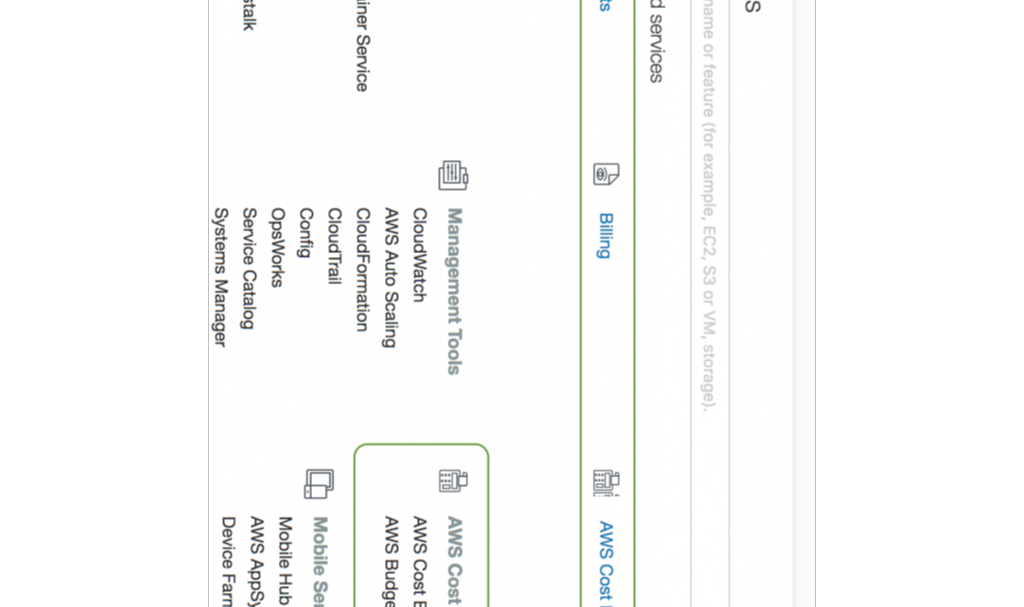 S
name or feature (for example, EC2, S3 or VM, storage).
d services
ts
Billing
AWS Cost
iner Service
stalk
Management Tools
CloudWatch
AWS Auto Scaling
CloudFormation
CloudTrail
Config
OpsWorks
Service Catalog
Systems Manager
AWS Cost
AWS Cost E
AWS Budge
Mobile Ser
Mobile Hub
AWS AppSy
Device Farm